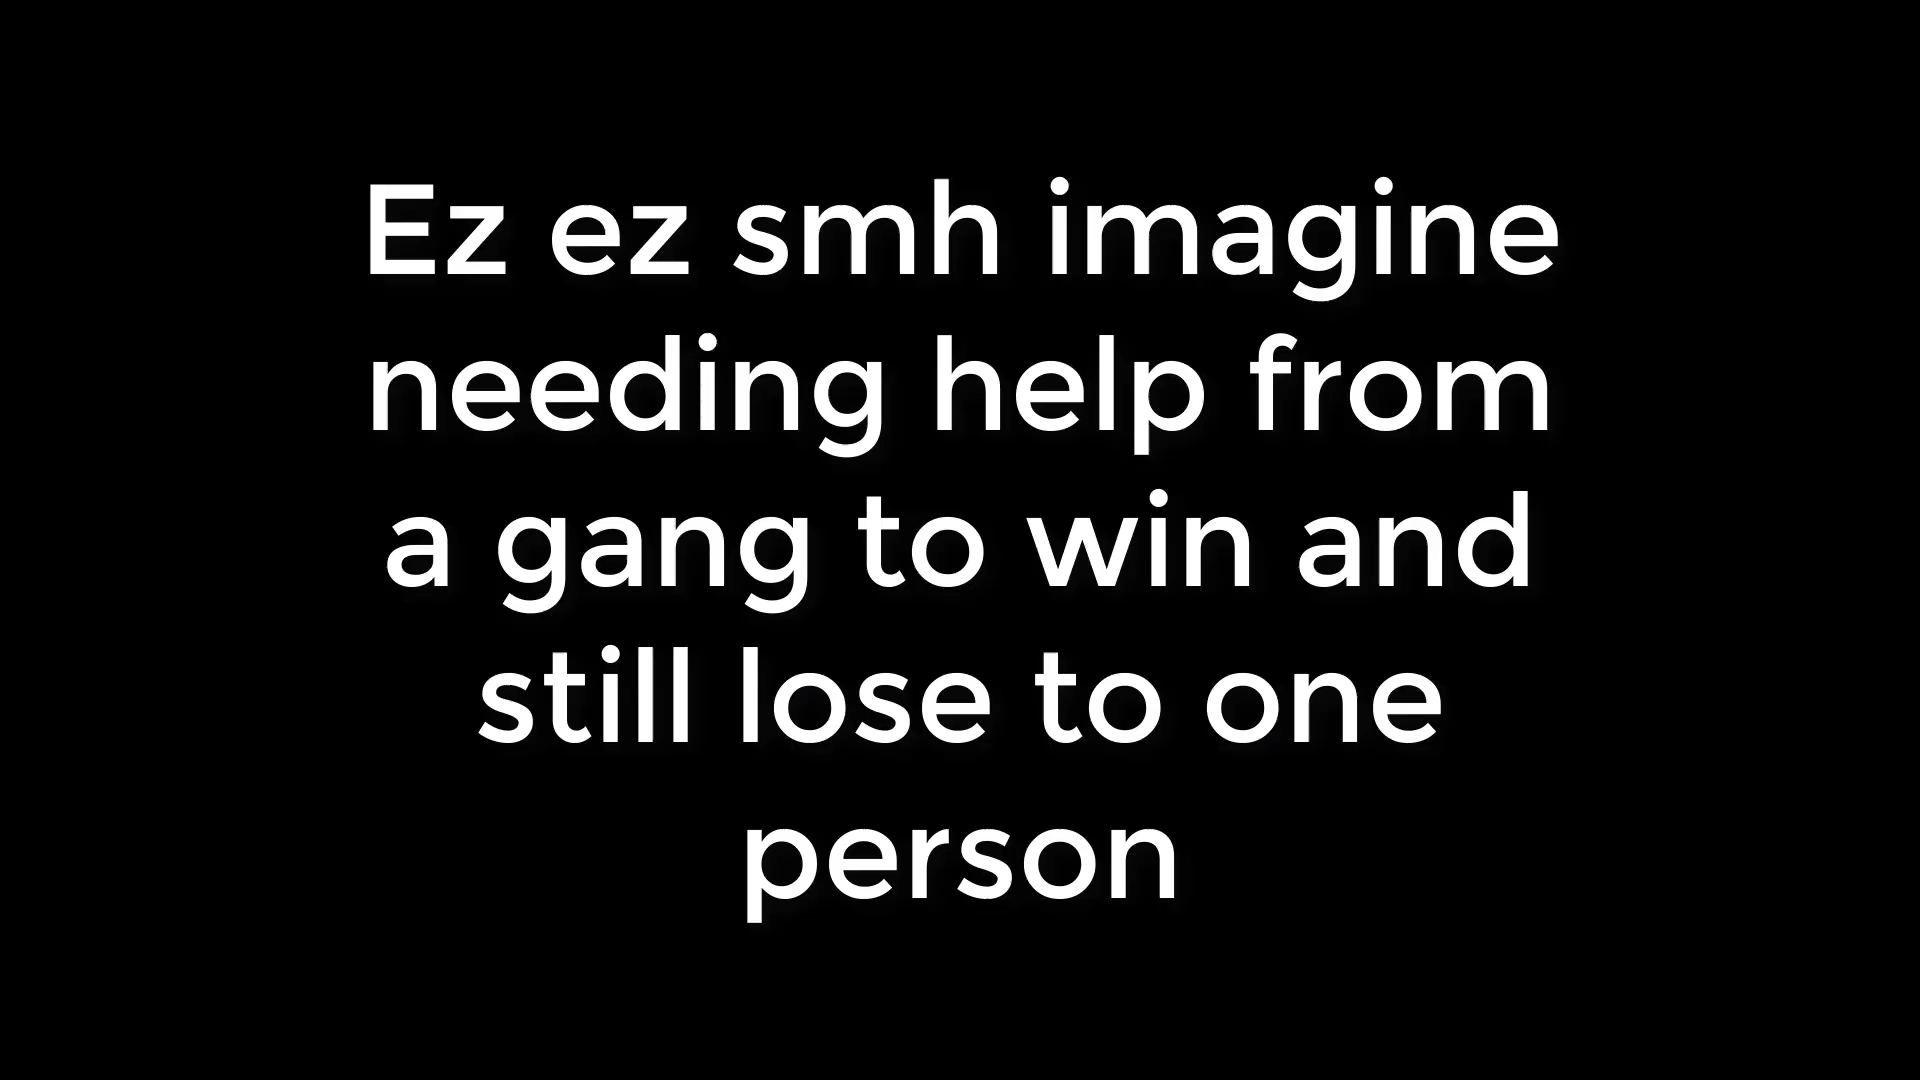 Ez ez smh imagine
needing help from
a gang to win and
still lose to one
person